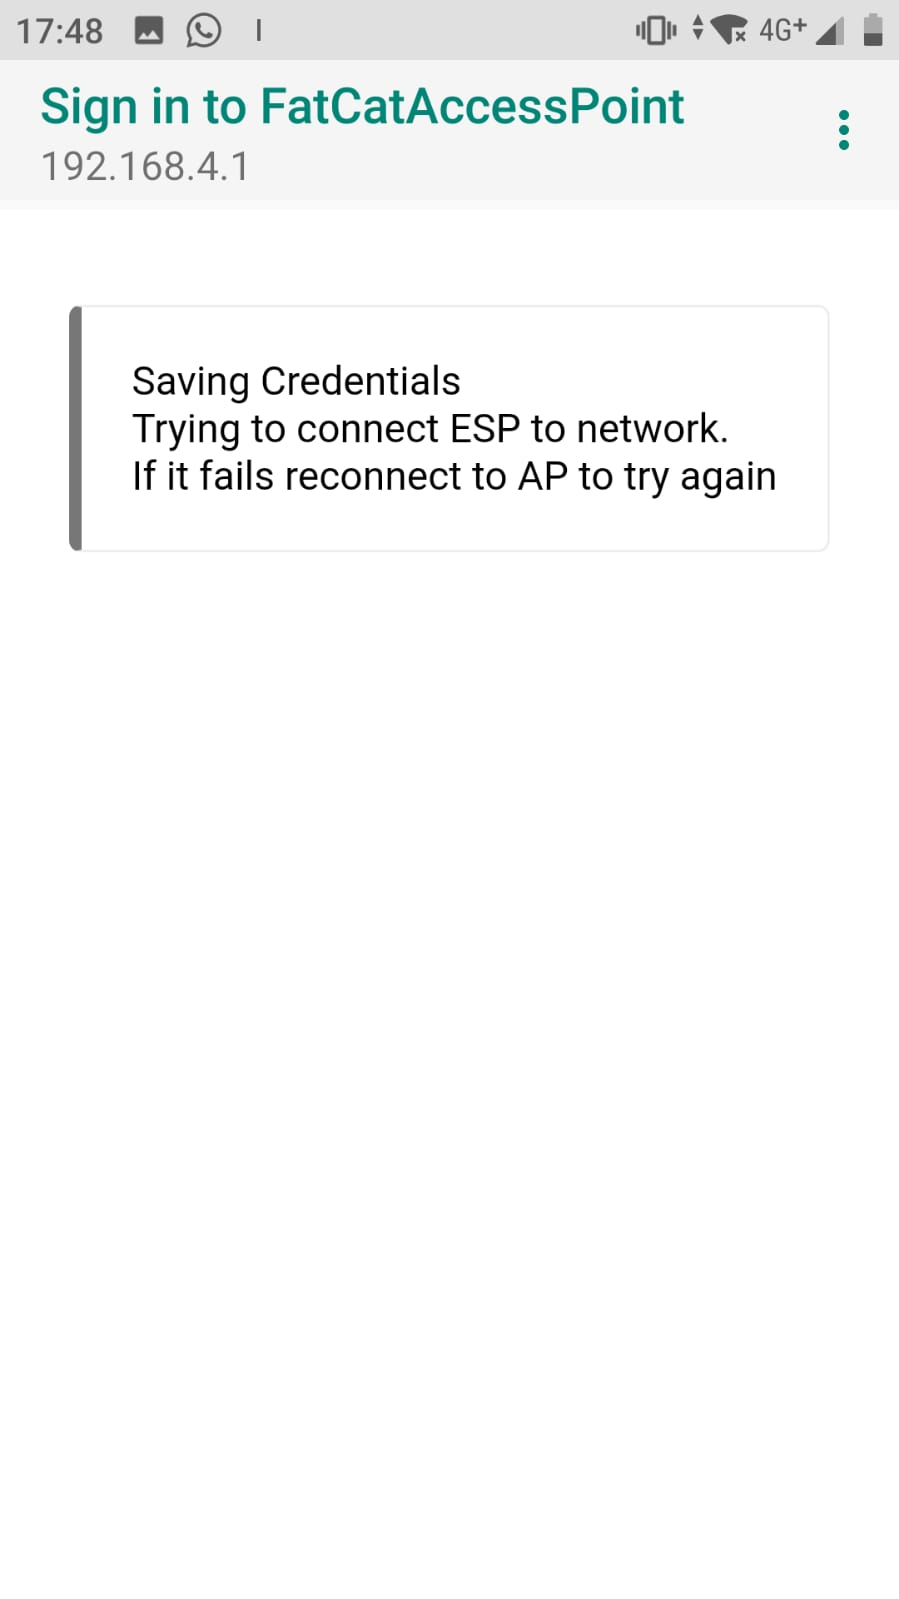 17:48 4G+
Sign in to FatCatAccessPoint
192.168.4.1
Saving Credentials
Trying to connect ESP to network.
If it fails reconnect to AP to try again